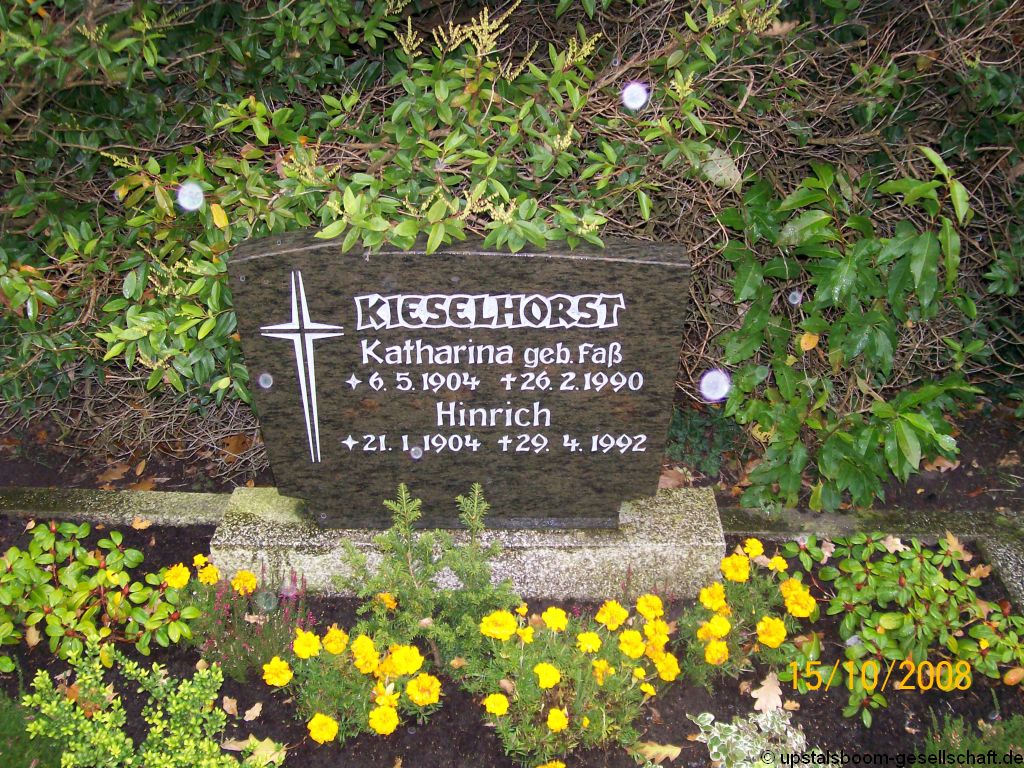 KIESELHORST
Katharina geb. Faß
✦ 6. 5. 1904 ✝ 26. 2. 1990
Hinrich
✦ 21. 1. 1904 ✝ 29. 4. 1992
15/10/2008
© upstalsboom-gesellschaft.de